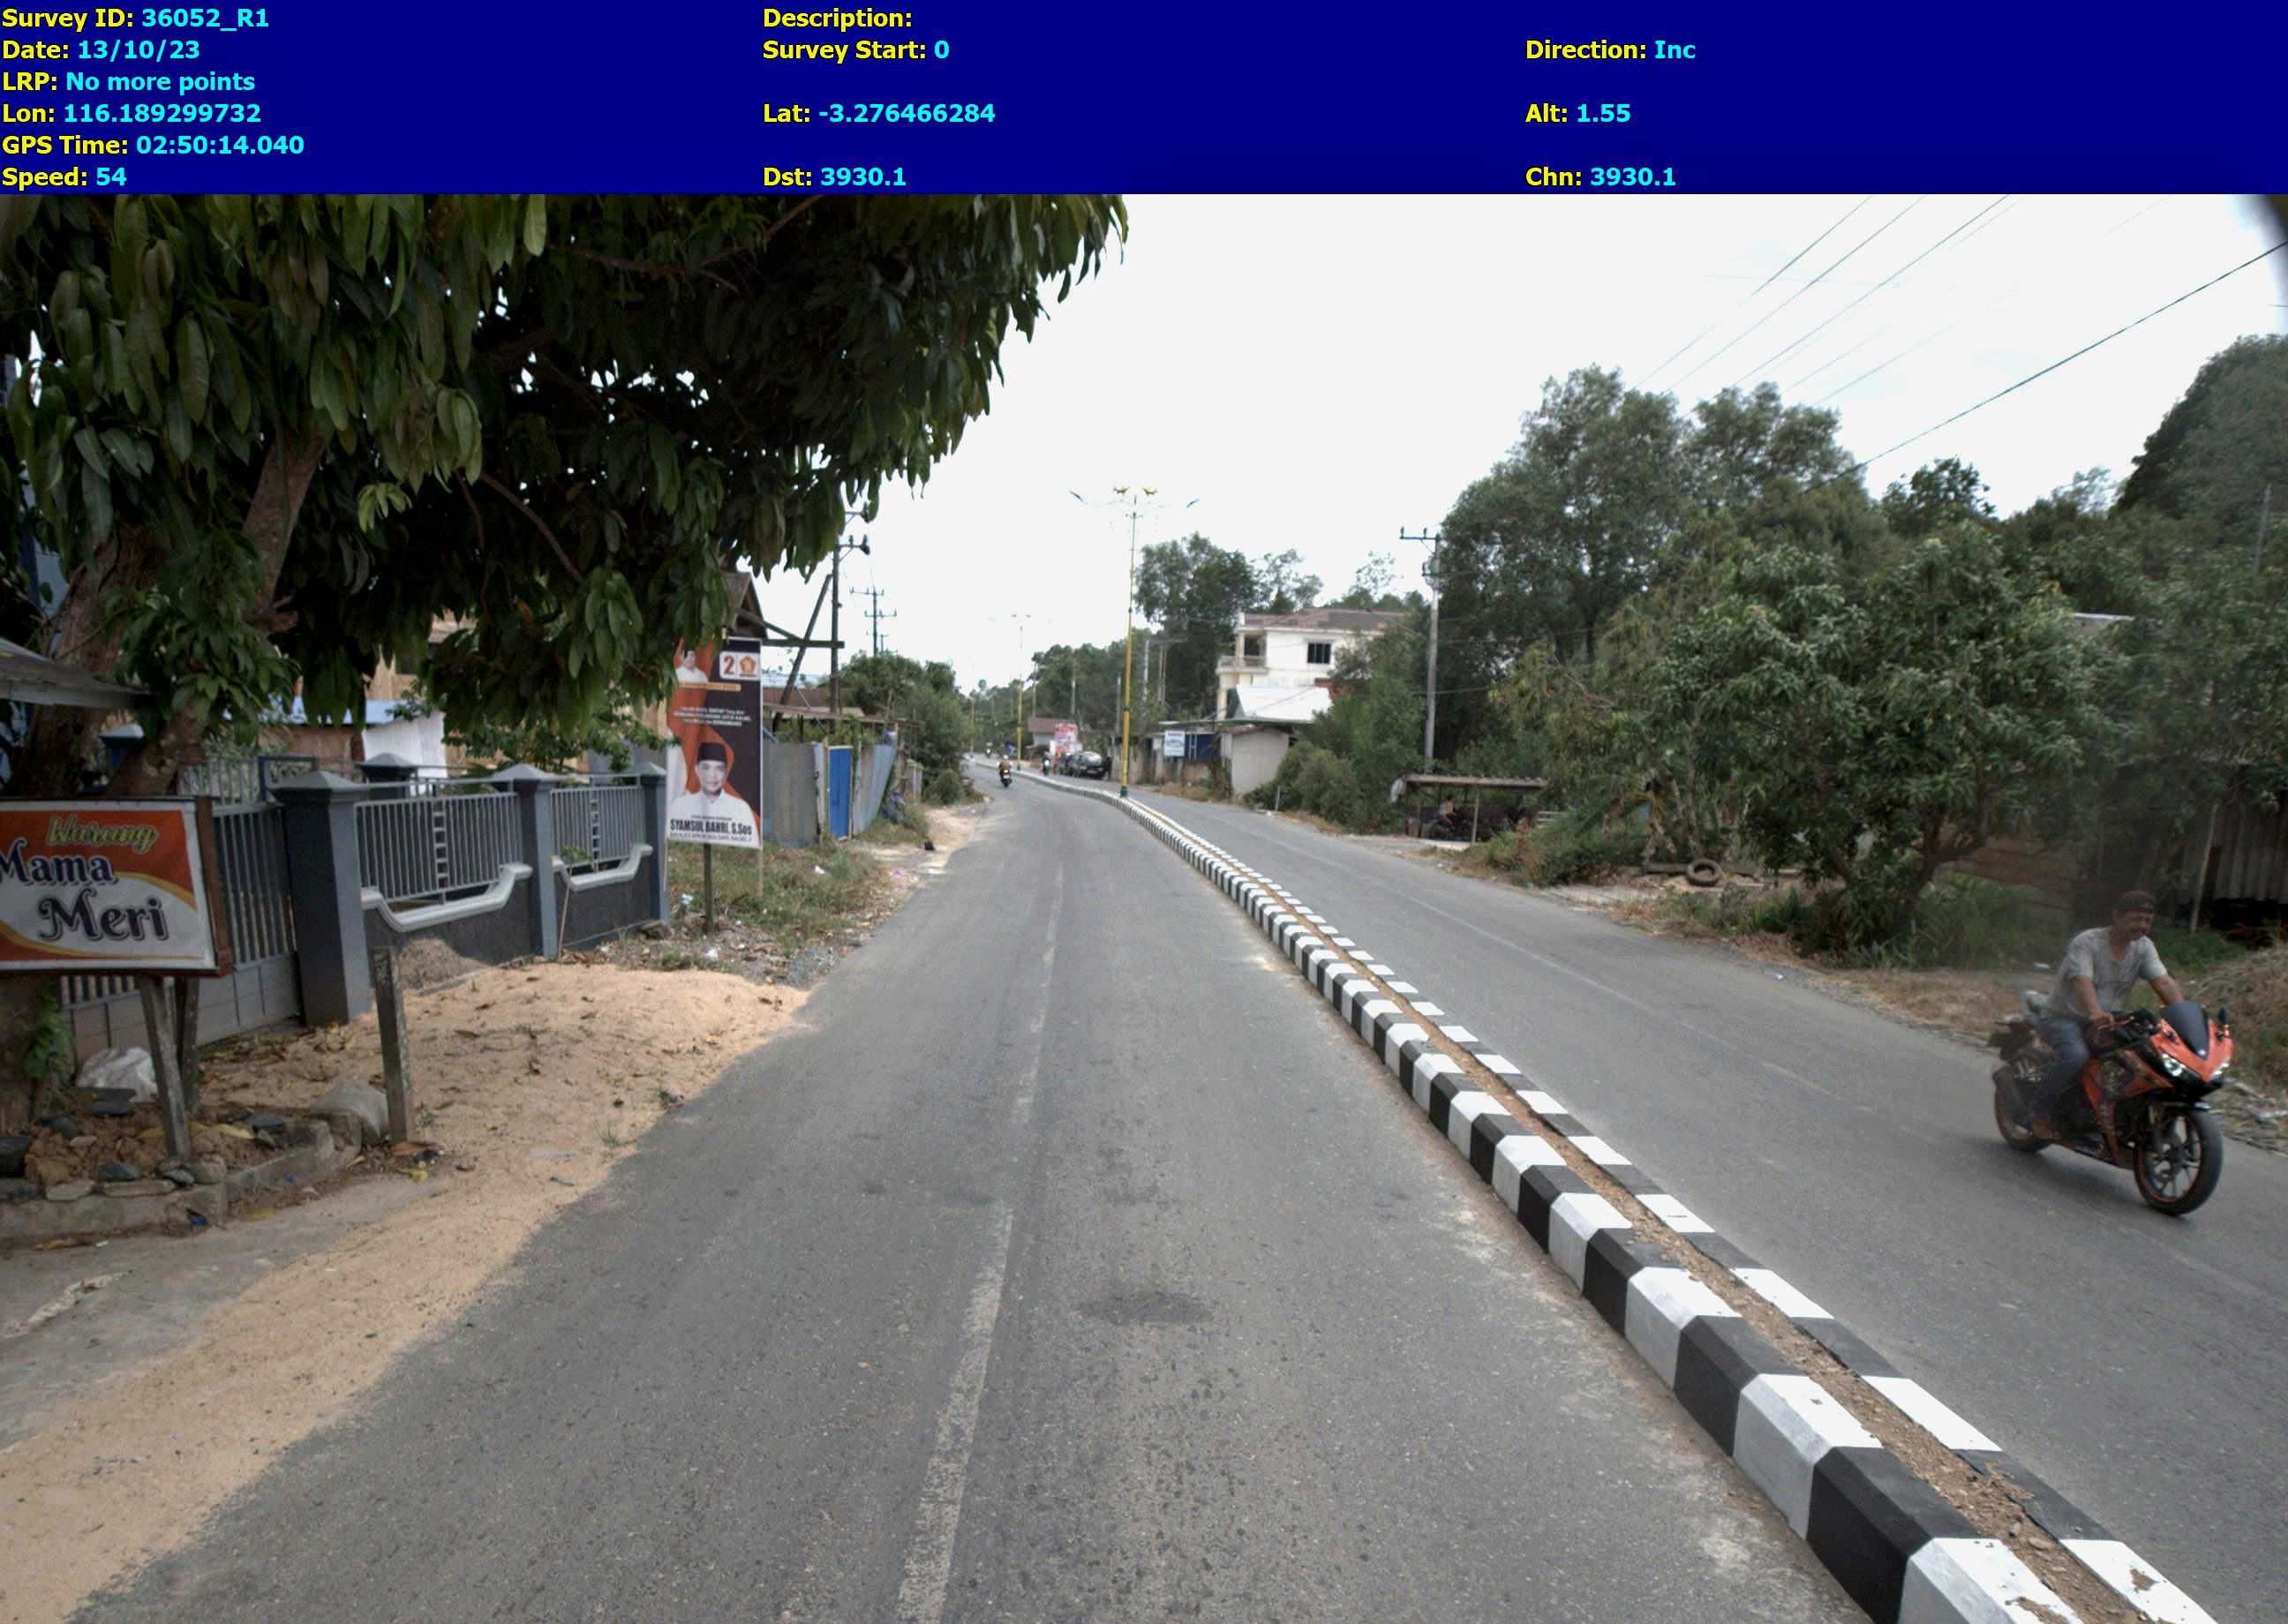 Survey ID: 36052_R1
Description:
Date: 13/10/23
Survey Start: 0
Direction: Inc
LRP: No more points
Lon: 116.189299732
Lat: -3.276466284
Alt: 1.55
GPS Time: 02:50:14.040
Speed: 54
Dst: 3930.1
Chn: 3930.1
2
SYAMSUL BAHRI, S.Sos
Warung
Mama
Meri